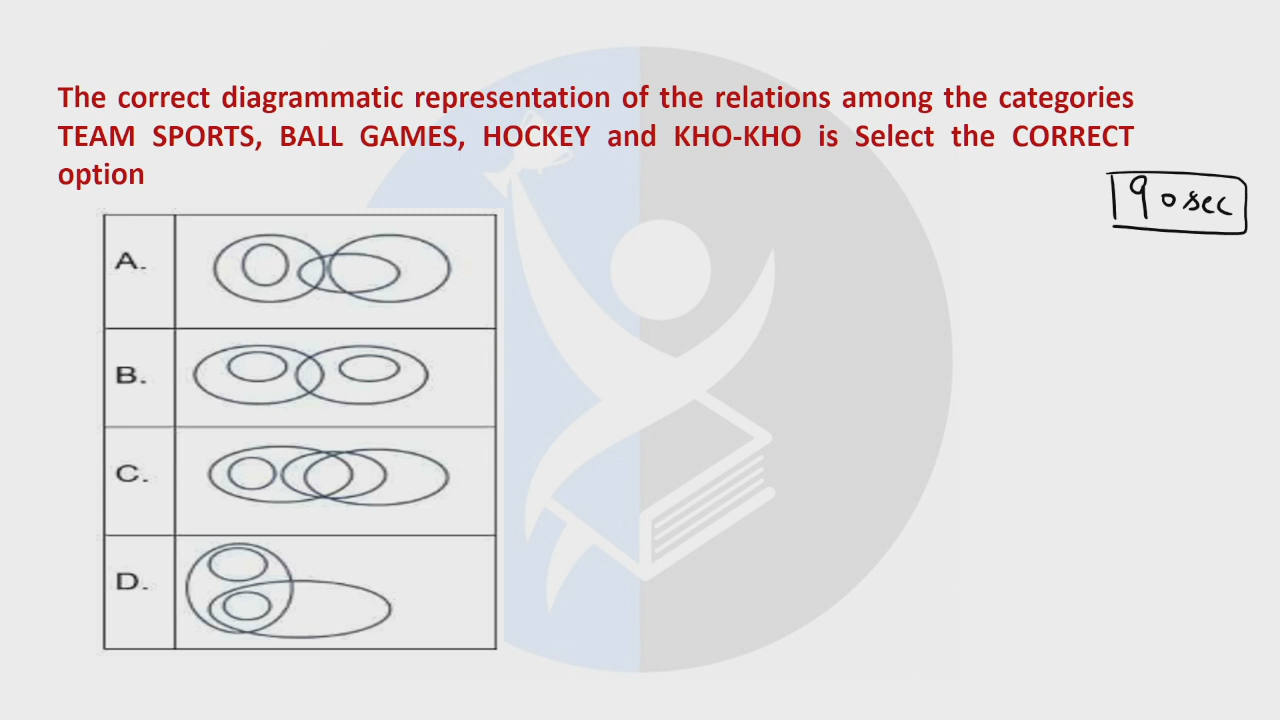 The correct diagrammatic representation of the relations among the categories
TEAM SPORTS, BALL GAMES, HOCKEY and KHO-KHO is Select the CORRECT
option
90 sec
A.
B.
C.
D.